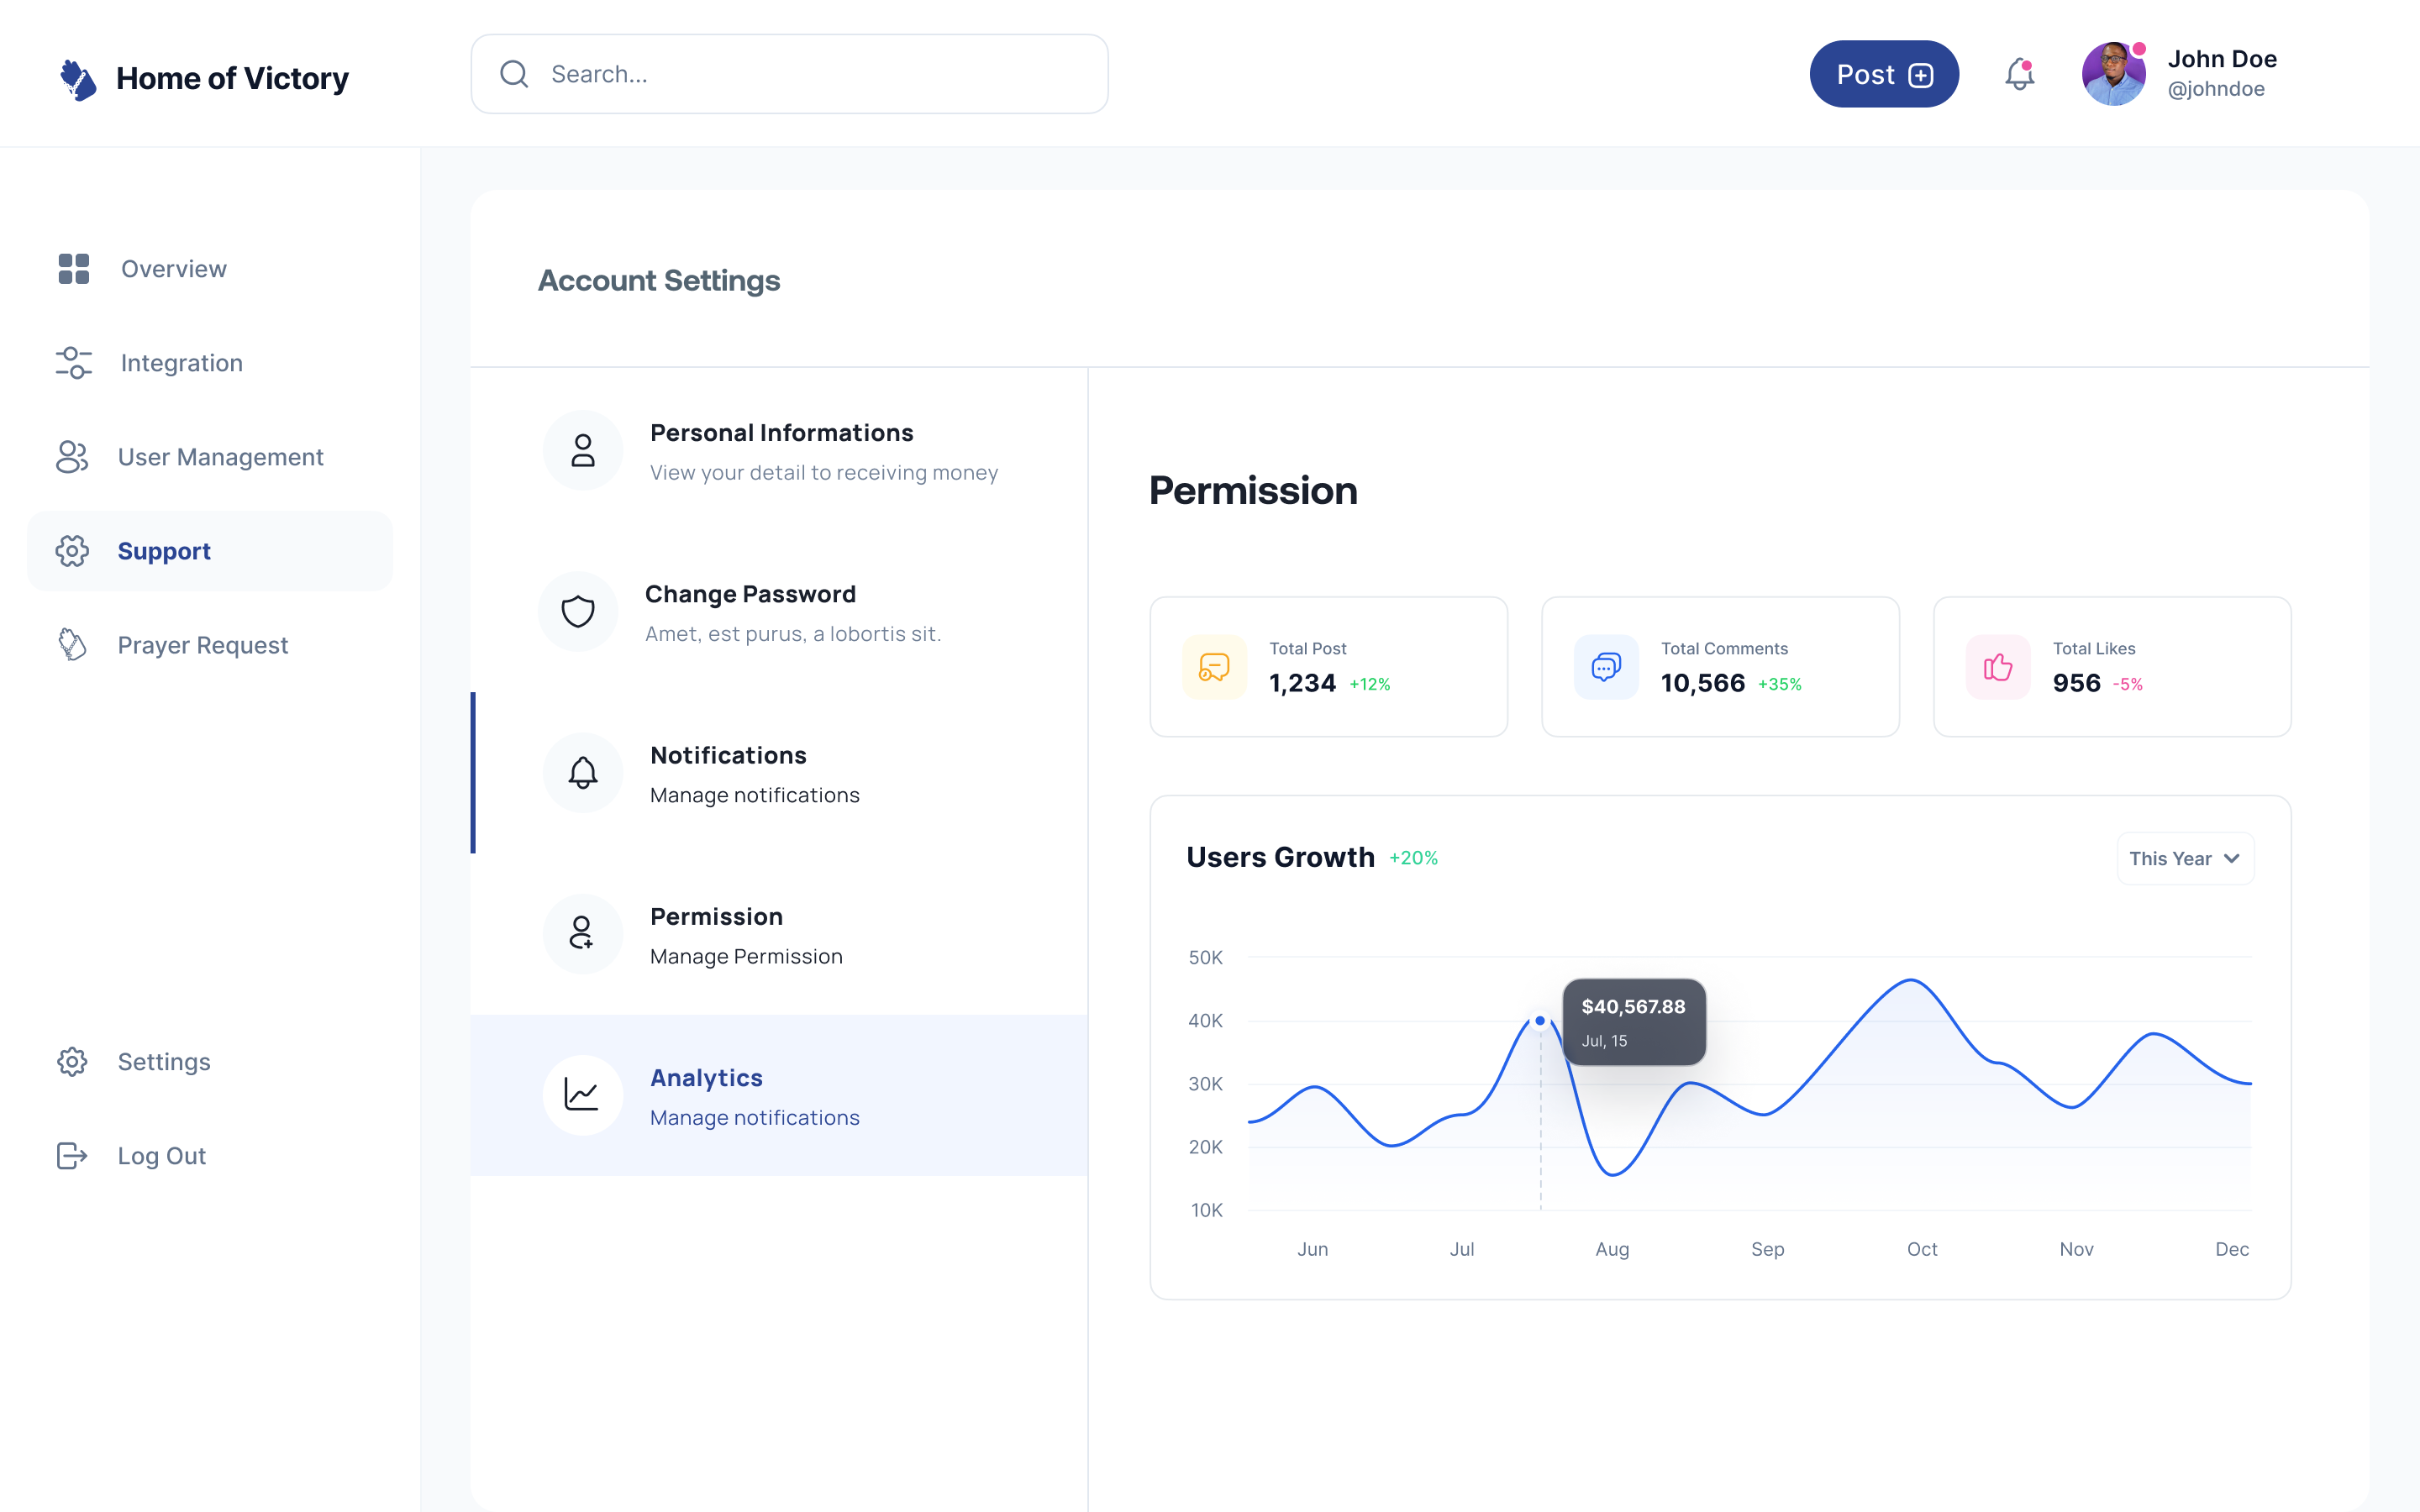 Home of Victory
Search...
Post
John Doe
@johndoe
Overview
Integration
User Management
Support
Prayer Request
Settings
Log Out
Account Settings
Personal Informations
View your detail to receiving money
Change Password
Amet, est purus, a lobortis sit.
Notifications
Manage notifications
Permission
Manage Permission
Analytics
Manage notifications
Permission
Total Post
1,234 +12%
Total Comments
10,566 +35%
Total Likes
956 -5%
Users Growth +20%
This Year
50K
40K
30K
20K
10K
$40,567.88
Jul, 15
Jun Jul Aug Sep Oct Nov Dec